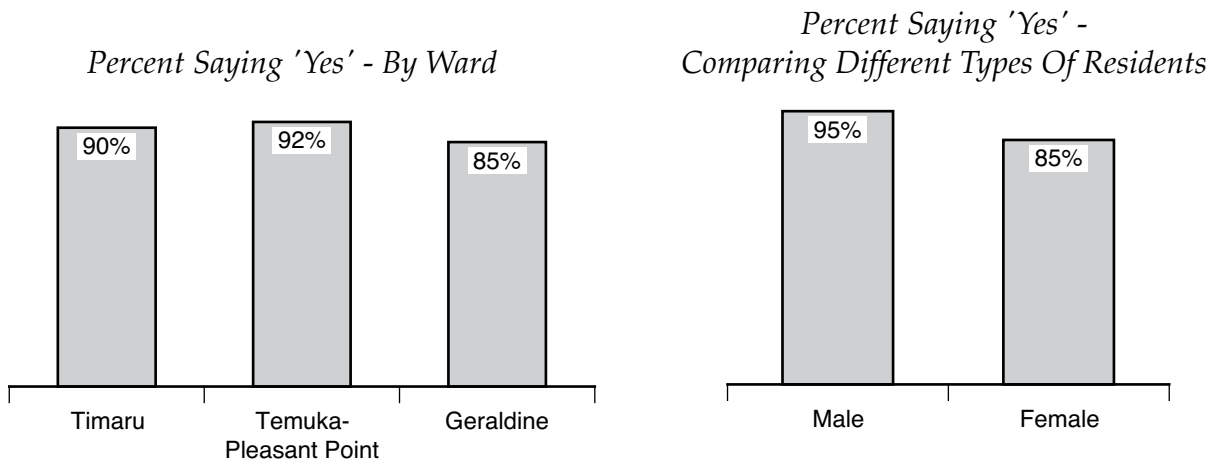 Percent Saying 'Yes' - By Ward
90%
92%
85%
Timaru
Temuka-
Pleasant Point
Geraldine
Percent Saying 'Yes' -
Comparing Different Types Of Residents
95%
85%
Male
Female